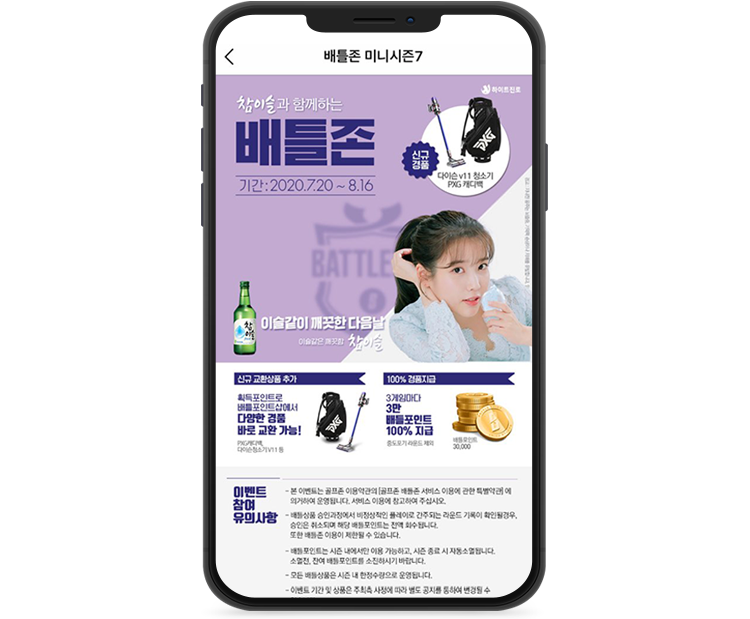 배틀존 미니시즌7
하이트진로
참이슬과 함께하는
배틀존
기간 : 2020.7.20 ~ 8.16
신규
경품
PXG
다이슨 v11 청소기
PXG 캐디백
BATTLE
참이슬
이슬같이 깨끗한 다음날
이슬같은 깨끗함 참이슬
신규 교환상품 추가
획득포인트로
배틀포인트샵에서
다양한 경품
바로 교환 가능!
PXG캐디백,
다이슨청소기 V11 등
PXG
100% 경품지급
3게임마다
3만
배틀포인트
100% 지급
중도포기 라운드 제외
배틀포인트
30,000
이벤트
참여
유의사항
- 본 이벤트는 골프존 이용약관의 [골프존 배틀존 서비스 이용에 관한 특별약관] 에
의거하여 운영됩니다. 서비스 이용에 참고하여 주십시오.
- 배틀상품 승인과정에서 비정상적인 플레이로 간주되는 라운드 기록이 확인될경우,
승인은 취소되며 해당 배틀포인트는 전액 회수됩니다.
또한 배틀존 이용이 제한될 수 있습니다.
- 배틀포인트는 시즌 내에서만 이용 가능하고, 시즌 종료 시 자동소멸됩니다.
소멸전, 잔여 배틀포인트를 소진하시기 바랍니다.
- 모든 배틀상품은 시즌 내 한정수량으로 운영됩니다.
- 이벤트 기간 및 상품은 주최측 사정에 따라 별도 공지를 통하여 변경될 수